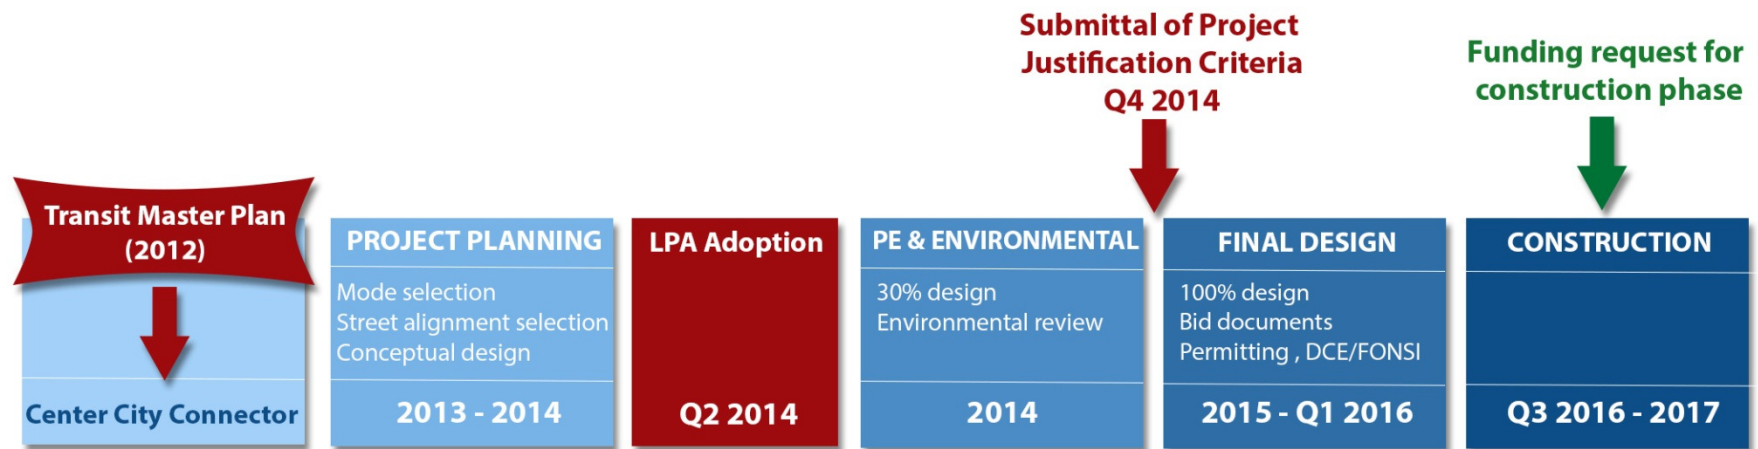 Submittal of Project
Justification Criteria
Q4 2014
Funding request for
construction phase
Transit Master Plan
(2012)
Center City Connector
PROJECT PLANNING
Mode selection
Street alignment selection
Conceptual design
2013 - 2014
LPA Adoption
Q2 2014
PE & ENVIRONMENTAL
30% design
Environmental review
2014
FINAL DESIGN
100% design
Bid documents
Permitting , DCE/FONSI
2015 - Q1 2016
CONSTRUCTION
Q3 2016 - 2017